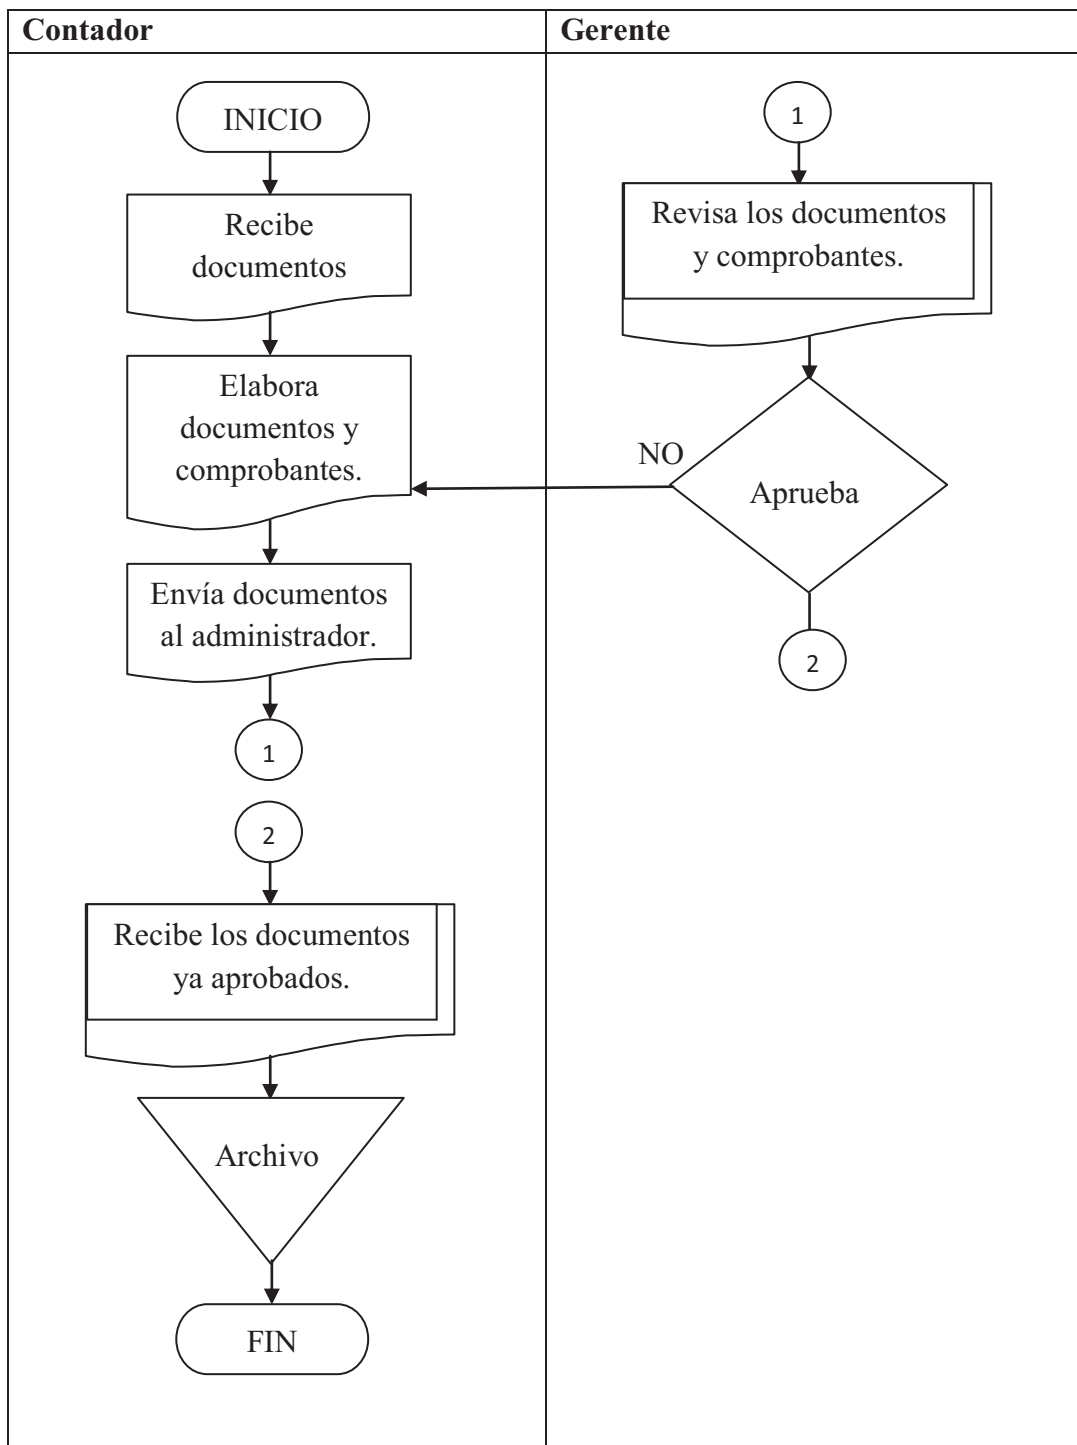 Contador
Gerente
INICIO
Recibe
documentos
Elabora
documentos y
comprobantes.
Envía documentos
al administrador.
1
2
Recibe los documentos
ya aprobados.
Archivo
FIN
1
Revisa los documentos
y comprobantes.
NO
Aprueba
2